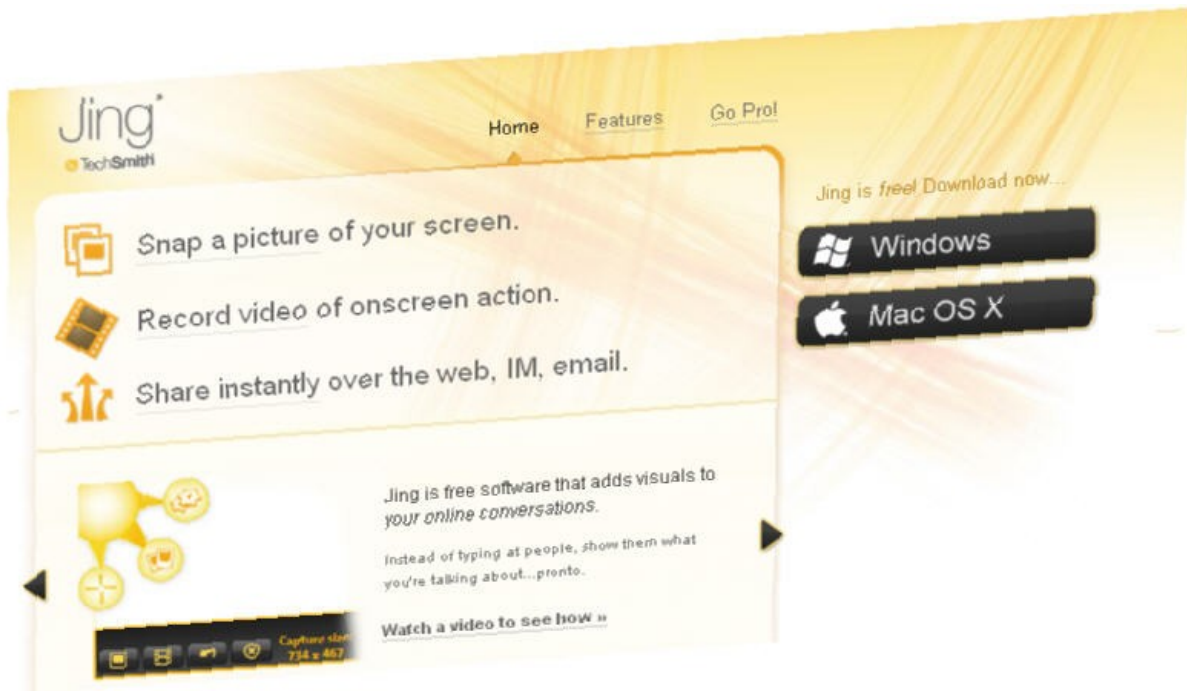 Jing
TechSmith
Home Features Go Pro!
Jing is free! Download now...
Windows
Mac OS X
Snap a picture of your screen.
Record video of onscreen action.
Share instantly over the web, IM, email.
Jing is free software that adds visuals to
your online conversations.
Instead of typing at people, show them what
you're talking about...pronto.
Watch a video to see how »
Capture size
734 x 467